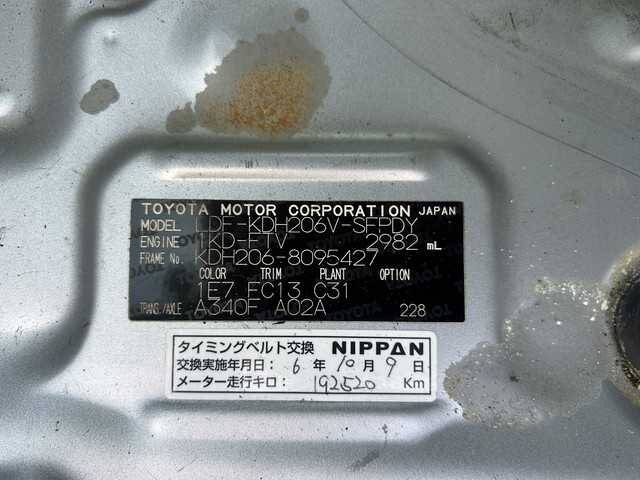 TOYOTA MOTOR CORPORATION JAPAN
MODEL LDF-KDH206V-SFPDY
ENGINE 1KD-FTV 2982 mL
FRAME No. KDH206-8095427
COLOR TRIM PLANT OPTION
1E7 FC13 C31
TRANS./AXLE A340F A02A 228
タイミングベルト交換 NIPPAN
交換実施年月日: 6 年 10 月 9 日
メーター走行キロ: 192520 Km